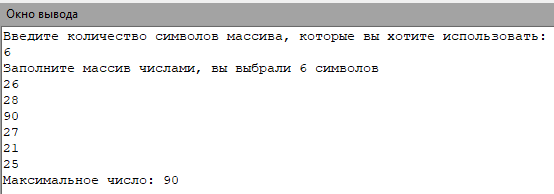 Окно вывода
Введите количество символов массива, которые вы хотите использовать:
6
Заполните массив числами, вы выбрали 6 символов
26
28
90
27
21
25
Максимальное число: 90